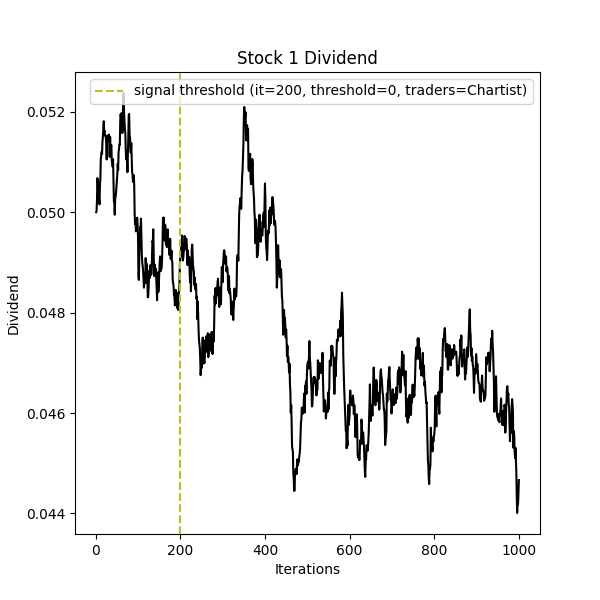 Stock 1 Dividend
signal threshold (it=200, threshold=0, traders=Chartist)
0.052
0.050
0.048
0.046
0.044
Dividend
0 200 400 600 800 1000
Iterations